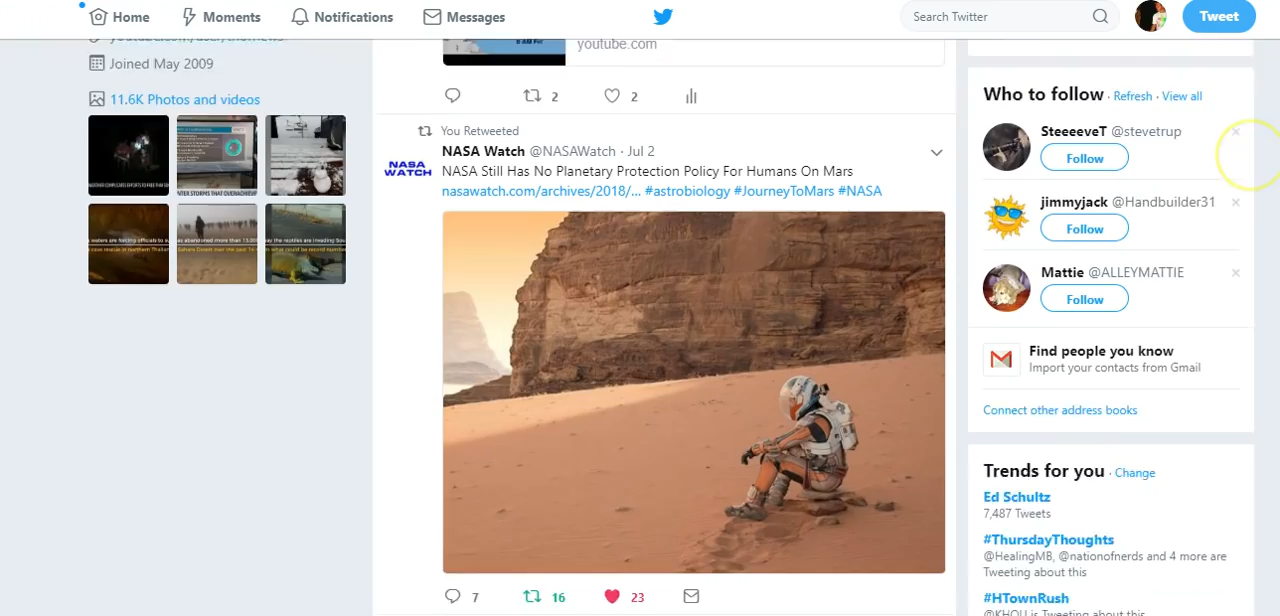 Home
Moments
Notifications
Messages
Search Twitter
Tweet
Joined May 2009
11.6K Photos and videos
youtube.com
2
2
You Retweeted
NASA WATCH
NASA Watch @NASAWatch · Jul 2
NASA Still Has No Planetary Protection Policy For Humans On Mars
nasawatch.com/archives/2018/... #astrobiology #JourneyToMars #NASA
7
16
23
Who to follow · Refresh · View all
SteeeeveT @stevetrup
Follow
jimmyjack @Handbuilder31
Follow
Mattie @ALLEYMATTIE
Follow
Find people you know
Import your contacts from Gmail
Connect other address books
Trends for you · Change
Ed Schultz
7,487 Tweets
#ThursdayThoughts
@HealingMB, @nationofnerds and 4 more are
Tweeting about this
#HTownRush
@KHOU is Tweeting about this